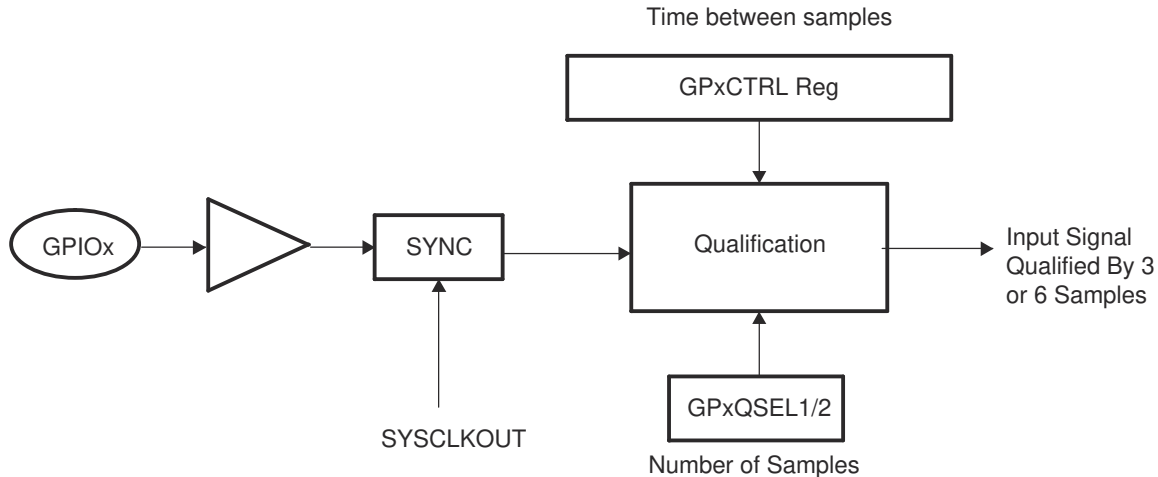 Time between samples
GPxCTRL Reg
GPIOx
SYNC
Qualification
Input Signal
Qualified By 3
or 6 Samples
GPxQSEL1/2
SYSCLKOUT
Number of Samples